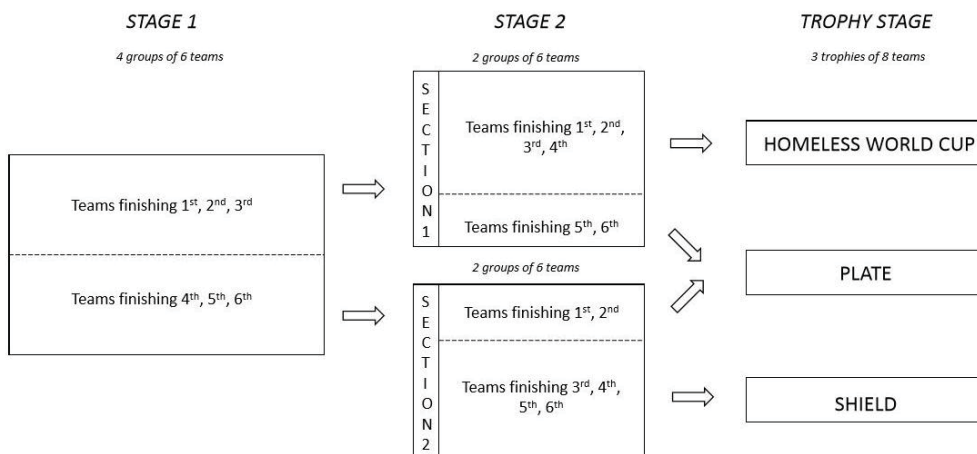 STAGE 1
4 groups of 6 teams
Teams finishing 1st, 2nd, 3rd
Teams finishing 4th, 5th, 6th
STAGE 2
2 groups of 6 teams
SECTION 1
Teams finishing 1st, 2nd,
3rd, 4th
Teams finishing 5th, 6th
2 groups of 6 teams
SECTION 2
Teams finishing 1st, 2nd
Teams finishing 3rd, 4th,
5th, 6th
TROPHY STAGE
3 trophies of 8 teams
HOMELESS WORLD CUP
PLATE
SHIELD